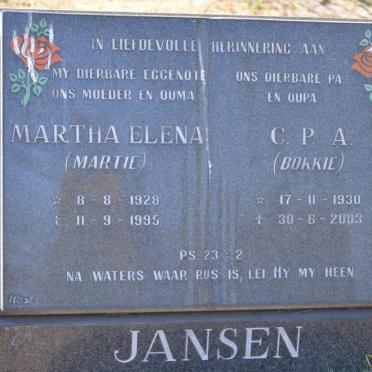 IN LIEFDEVOLLE HERINNERING AAN
MY DIERBARE EGGENOTE
ONS MOEDER EN OUMA
MARTHA ELENA
(MARTIE)
☆ 8-8-1928
✝ 11-9-1995
ONS DIERBARE PA
EN OUPA
C. P. A.
(BOKKIE)
☆ 17-11-1930
✝ 30-6-2003
PS 23 : 2
NA WATERS WAAR RUS IS, LEI HY MY HEEN
JANSEN